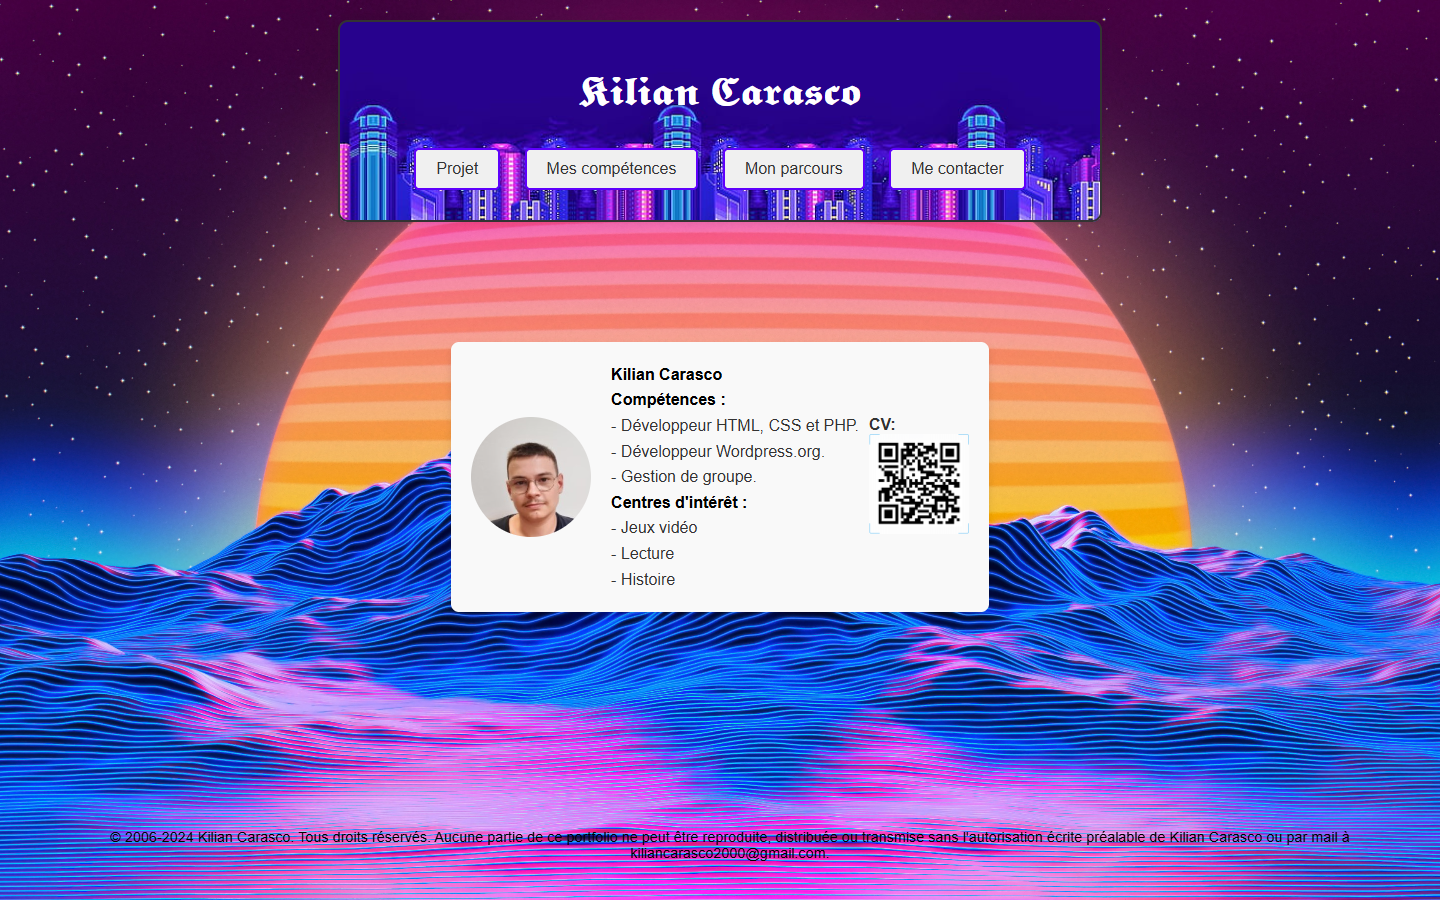 Kilian Carasco
Projet
Mes compétences
Mon parcours
Me contacter
Kilian Carasco
Compétences :
- Développeur HTML, CSS et PHP.
- Développeur Wordpress.org.
- Gestion de groupe.
Centres d'intérêt :
- Jeux vidéo
- Lecture
- Histoire
CV:
© 2006-2024 Kilian Carasco. Tous droits réservés. Aucune partie de ce portfolio ne peut être reproduite, distribuée ou transmise sans l'autorisation écrite préalable de Kilian Carasco ou par mail à
kiliancarasco2000@gmail.com.